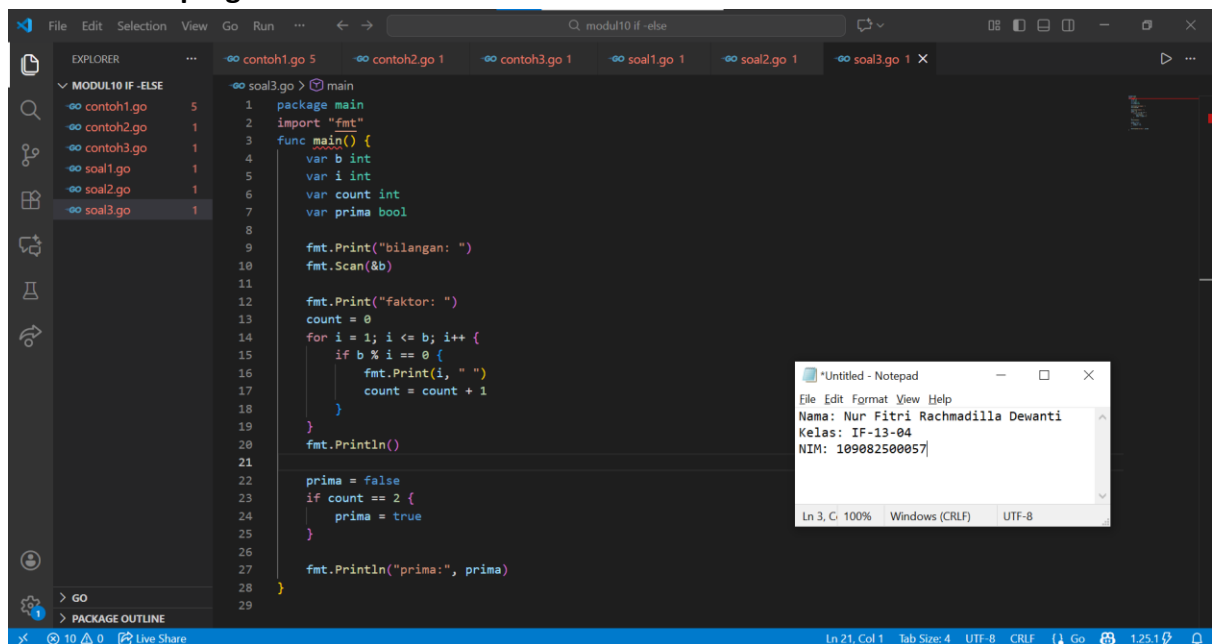 File Edit Selection View Go Run ... modul10 if -else
EXPLORER ...
MODUL10 IF -ELSE
contoh1.go 5
contoh2.go 1
contoh3.go 1
soal1.go 1
soal2.go 1
soal3.go 1
GO
PACKAGE OUTLINE
contoh1.go 5 contoh2.go 1 contoh3.go 1 soal1.go 1 soal2.go 1 soal3.go 1
soal3.go > main
1 package main
2 import "fmt"
3 func main() {
4 var b int
5 var i int
6 var count int
7 var prima bool
8
9 fmt.Print("bilangan: ")
10 fmt.Scan(&b)
11
12 fmt.Print("faktor: ")
13 count = 0
14 for i = 1; i <= b; i++ {
15 if b % i == 0 {
16 fmt.Print(i, " ")
17 count = count + 1
18 }
19 }
20 fmt.Println()
21
22 prima = false
23 if count == 2 {
24 prima = true
25 }
26
27 fmt.Println("prima:", prima)
28 }
29
*Untitled - Notepad
File Edit Format View Help
Nama: Nur Fitri Rachmadilla Dewanti
Kelas: IF-13-04
NIM: 109082500057
Ln 3, C 100% Windows (CRLF) UTF-8
10 0 Live Share Ln 21, Col 1 Tab Size: 4 UTF-8 CRLF Go 1.25.1